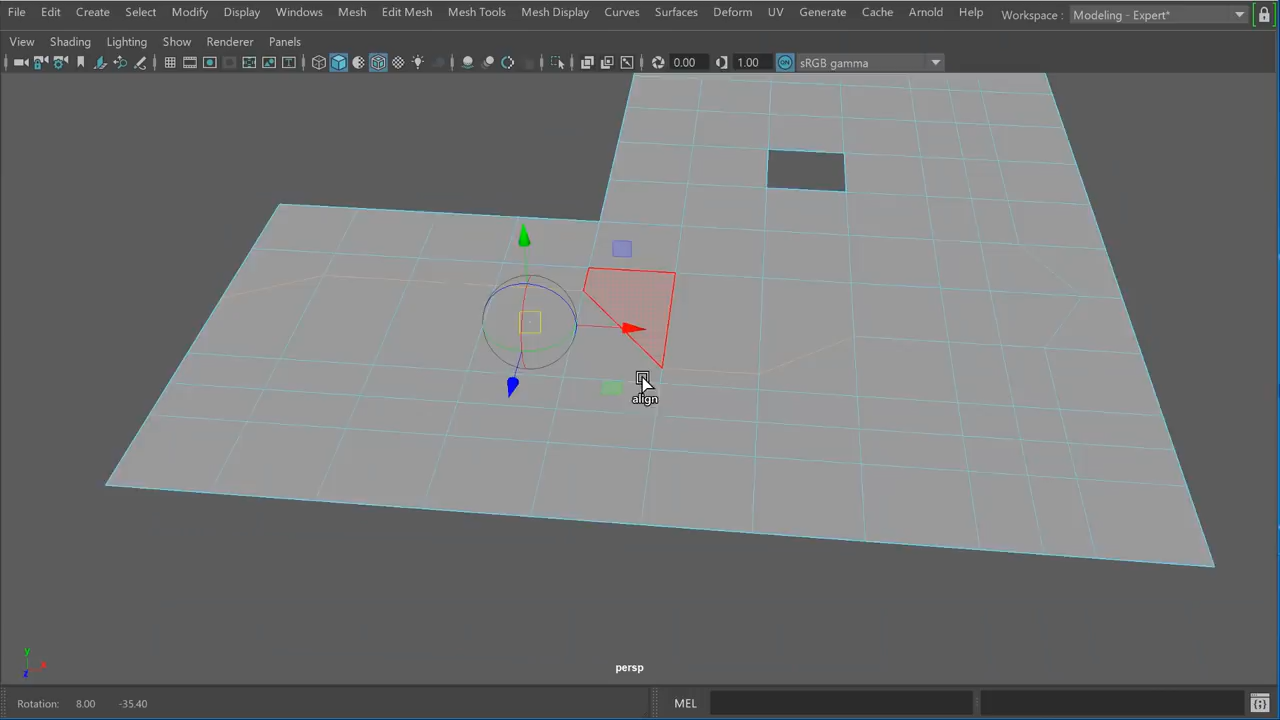 File Edit Create Select Modify Display Windows Mesh Edit Mesh Mesh Tools Mesh Display Curves Surfaces Deform UV Generate Cache Arnold Help Workspace : Modeling - Expert*
View Shading Lighting Show Renderer Panels
0.00 1.00 ON sRGB gamma
align
y
x
z
persp
Rotation: 8.00 -35.40 MEL